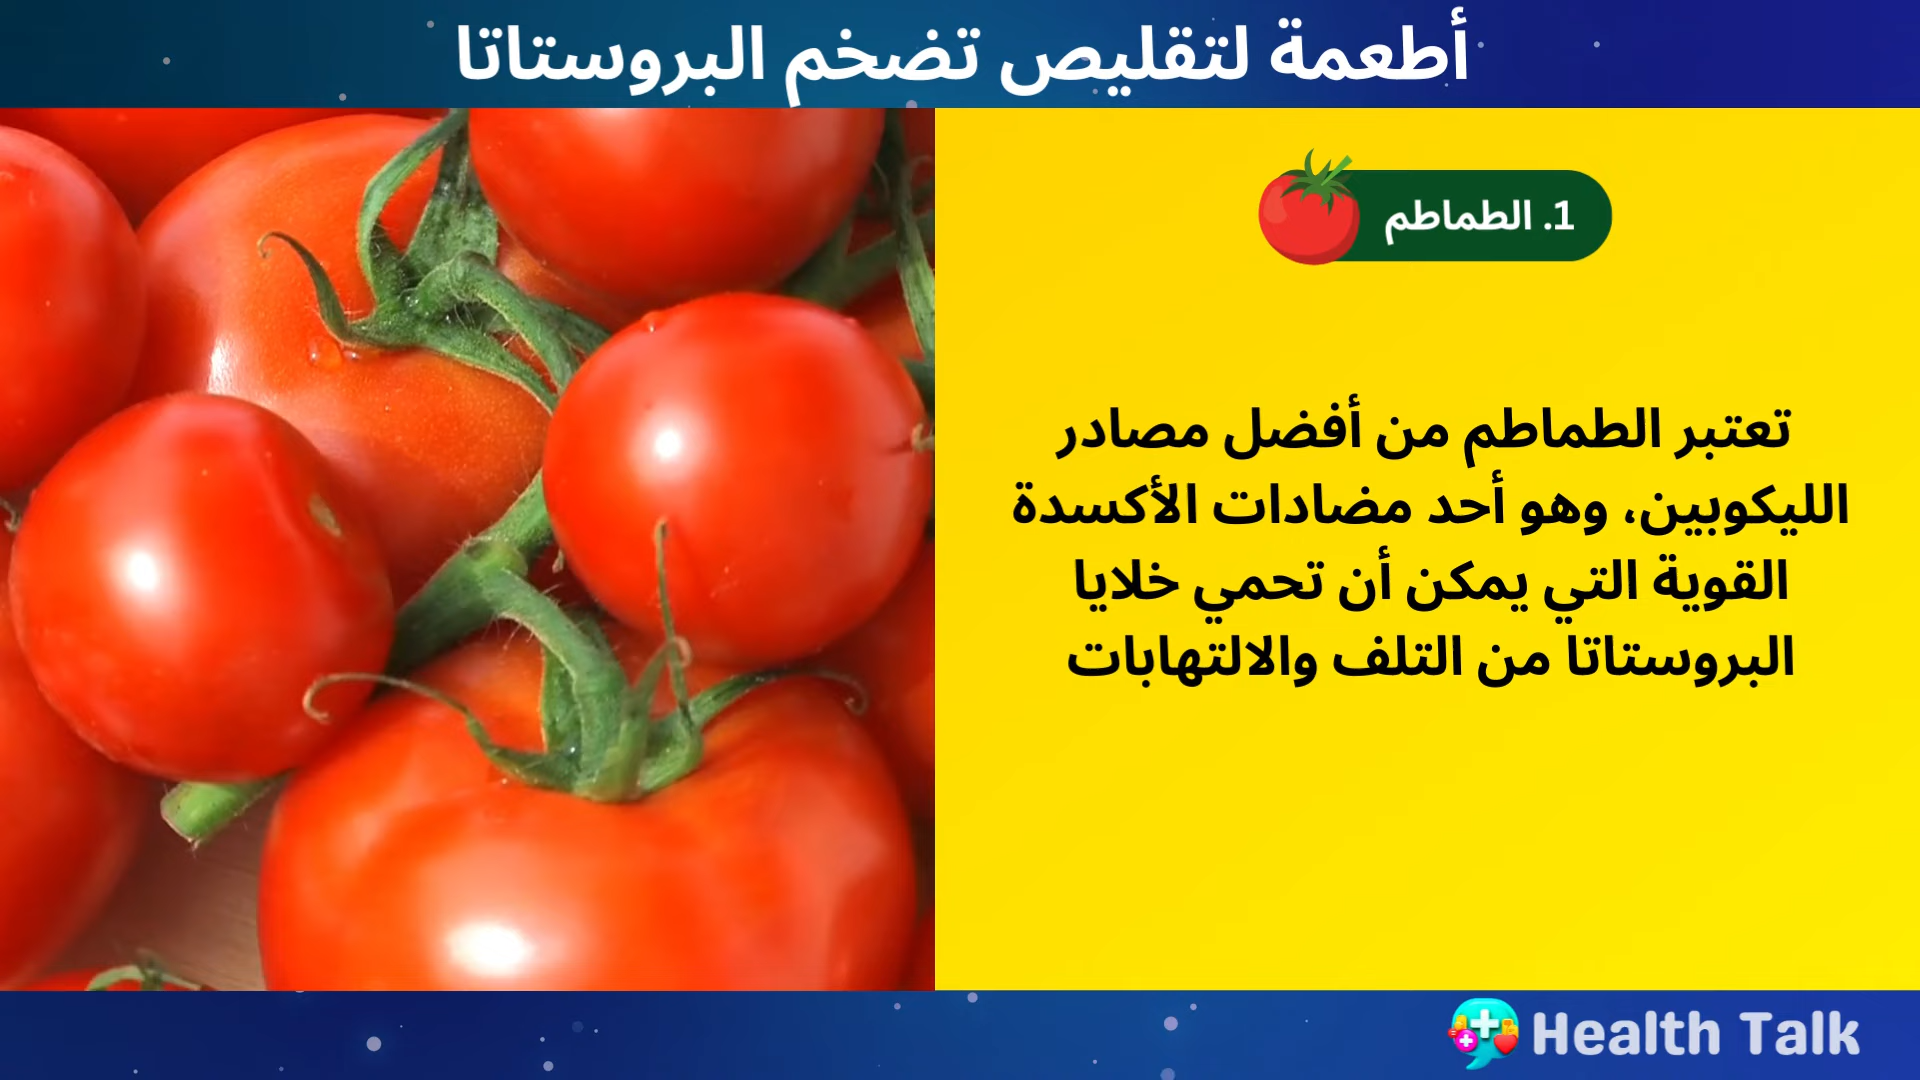 أطعمة لتقليص تضخم البروستاتا
1. الطماطم
تعتبر الطماطم من أفضل مصادر
الليكوبين، وهو أحد مضادات الأكسدة
القوية التي يمكن أن تحمي خلايا
البروستاتا من التلف والالتهابات
Health Talk